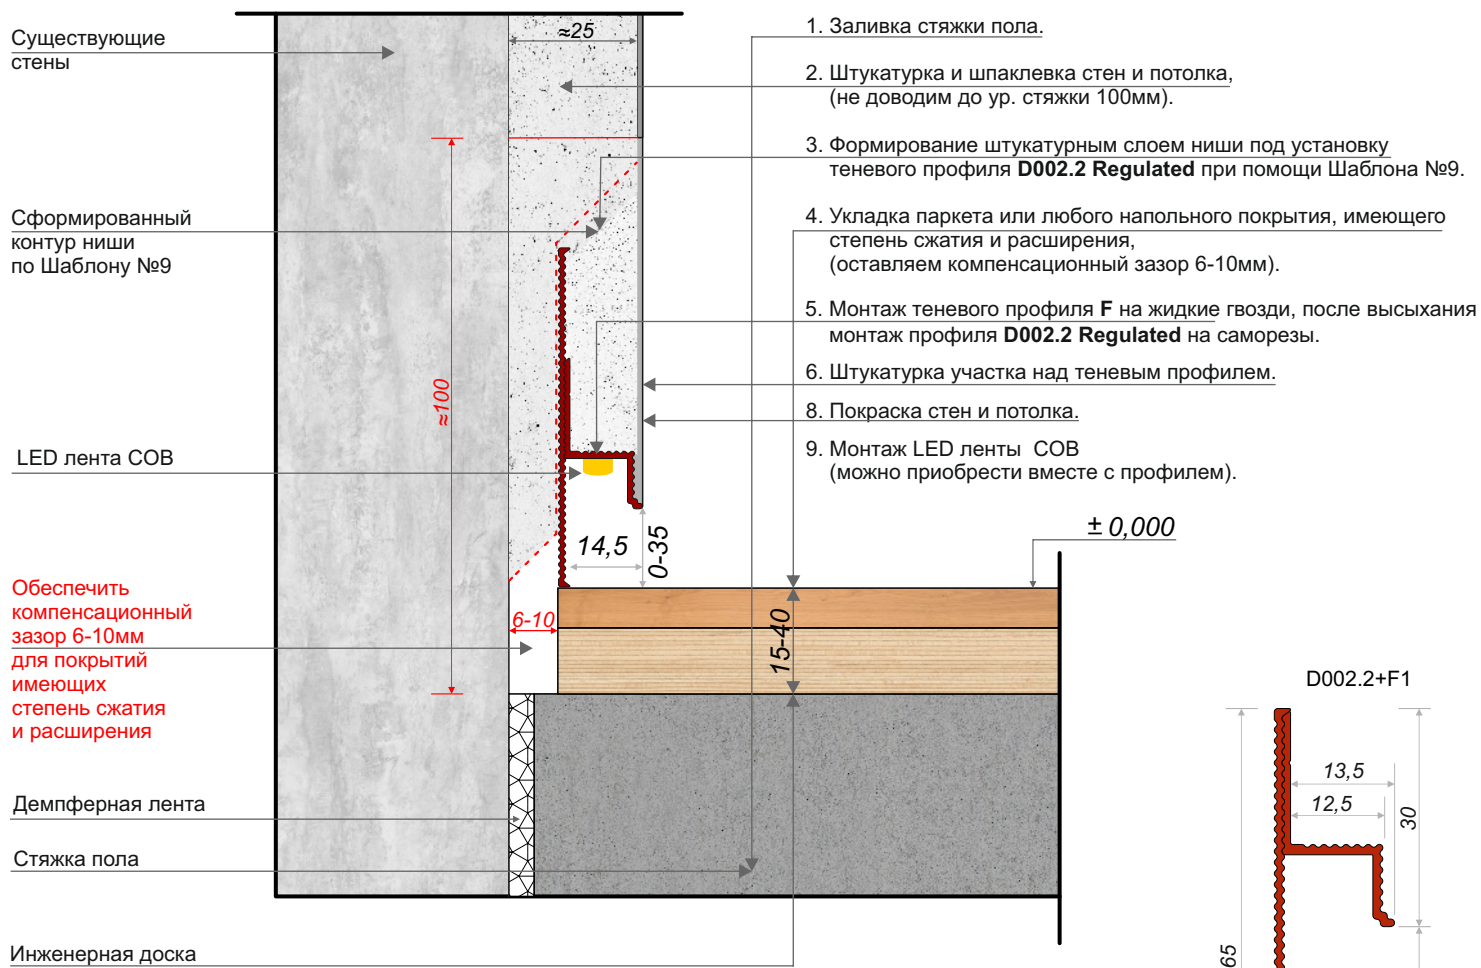 Существующие
стены
Сформированный
контур ниши
по Шаблону №9
LED лента COB
Обеспечить
компенсационный
зазор 6-10мм
для покрытий
имеющих
степень сжатия
и расширения
Демпферная лента
Стяжка пола
Инженерная доска
≈25
≈100
14,5
0-35
6-10
15-40
± 0,000
1. Заливка стяжки пола.
2. Штукатурка и шпаклевка стен и потолка,
(не доводим до ур. стяжки 100мм).
3. Формирование штукатурным слоем ниши под установку
теневого профиля D002.2 Regulated при помощи Шаблона №9.
4. Укладка паркета или любого напольного покрытия, имеющего
степень сжатия и расширения,
(оставляем компенсационный зазор 6-10мм).
5. Монтаж теневого профиля F на жидкие гвозди, после высыхания
монтаж профиля D002.2 Regulated на саморезы.
6. Штукатурка участка над теневым профилем.
8. Покраска стен и потолка.
9. Монтаж LED ленты  COB
(можно приобрести вместе с профилем).
D002.2+F1
13,5
12,5
30
65